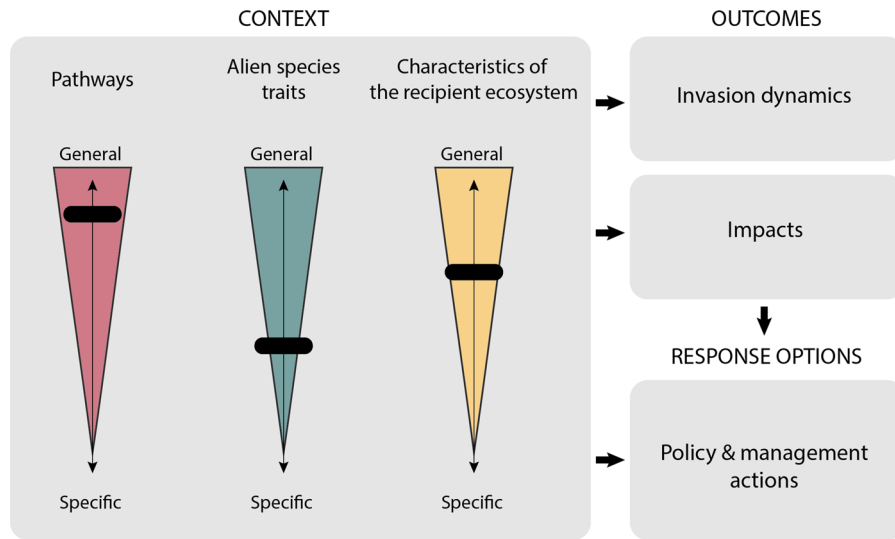 CONTEXT
OUTCOMES
Pathways
Alien species
traits
Characteristics of
the recipient ecosystem
General
General
General
Specific
Specific
Specific
Invasion dynamics
Impacts
RESPONSE OPTIONS
Policy & management
actions